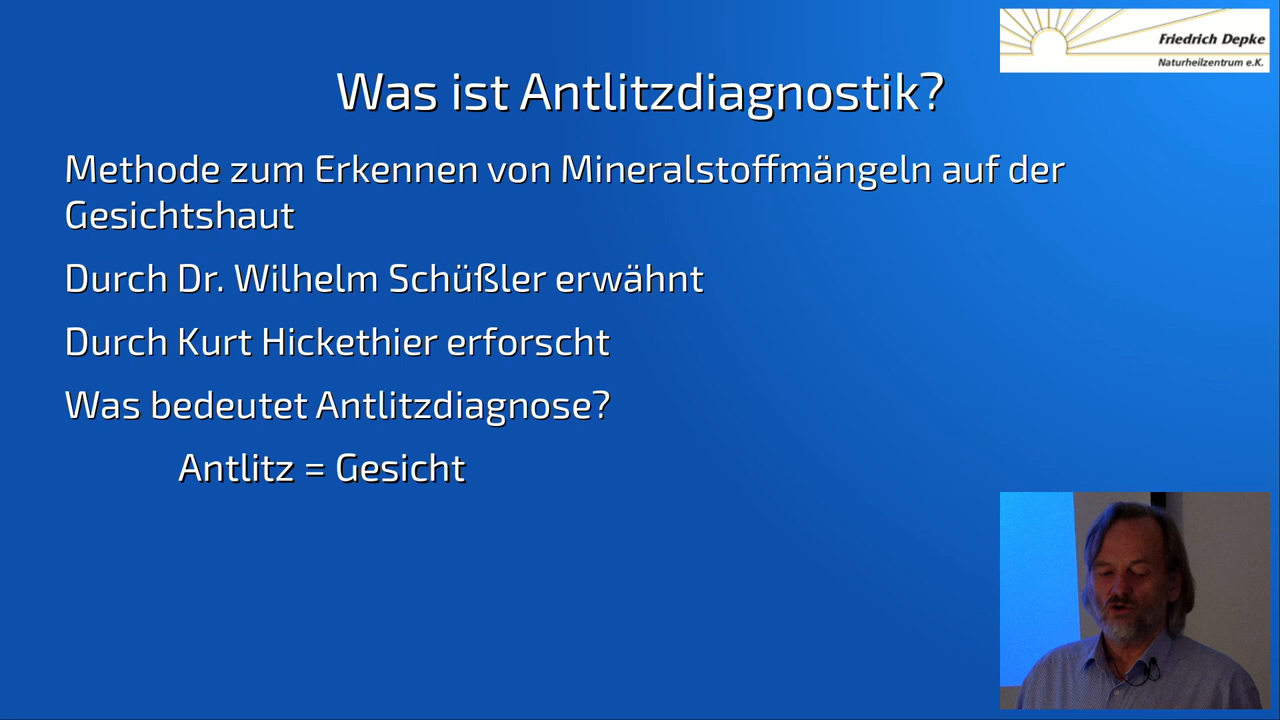 Friedrich Depke
Naturheilzentrum e.K.
Was ist Antlitzdiagnostik?
Methode zum Erkennen von Mineralstoffmängeln auf der
Gesichtshaut
Durch Dr. Wilhelm Schüßler erwähnt
Durch Kurt Hickethier erforscht
Was bedeutet Antlitzdiagnose?
Antlitz = Gesicht